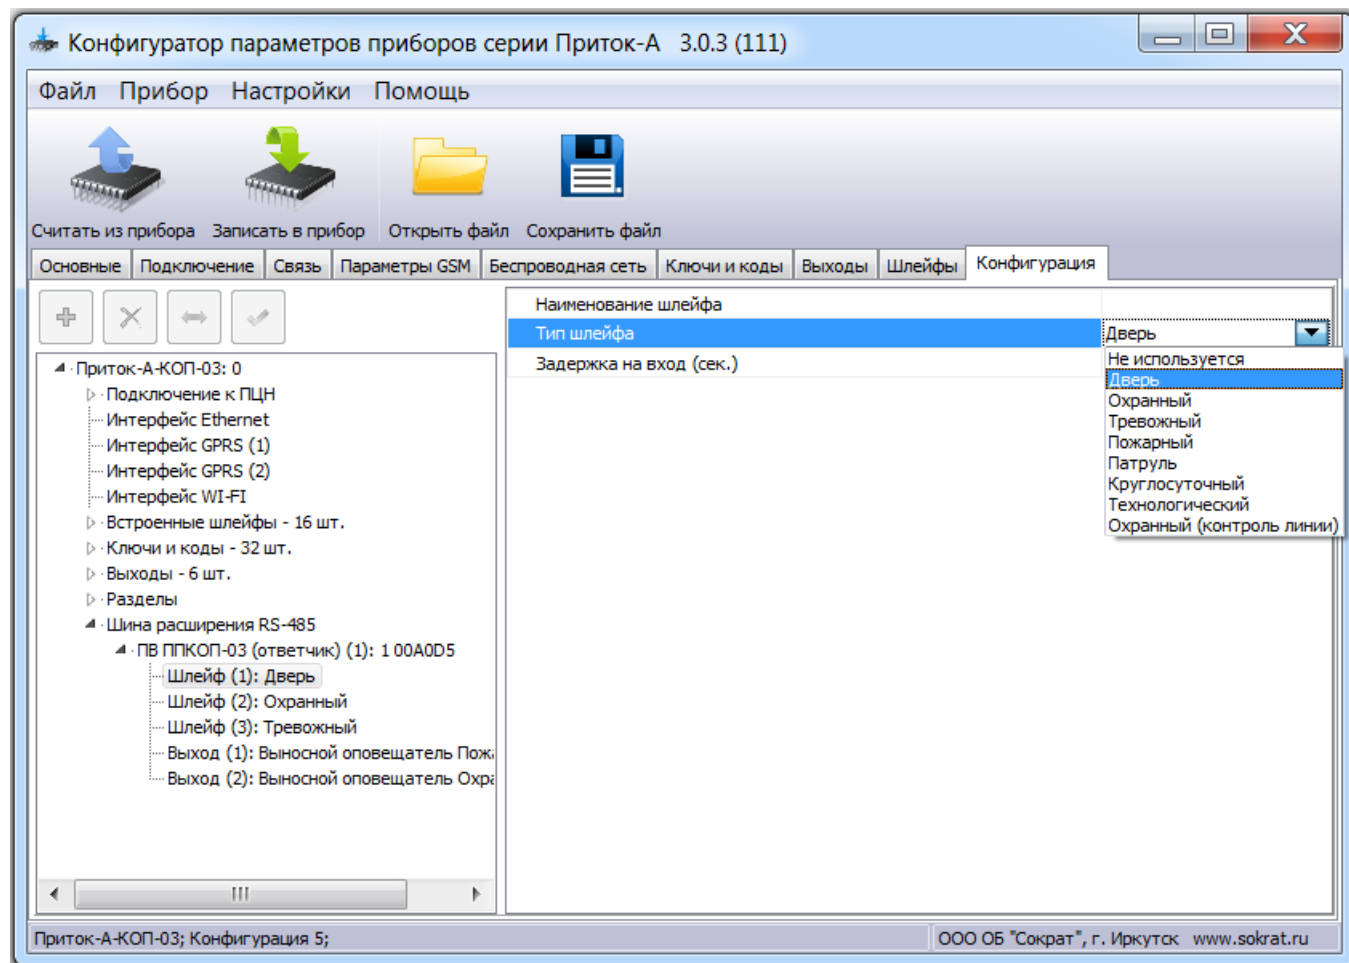 Конфигуратор параметров приборов серии Приток-А 3.0.3 (111)
Файл Прибор Настройки Помощь
Считать из прибора Записать в прибор Открыть файл Сохранить файл
Основные Подключение Связь Параметры GSM Беспроводная сеть Ключи и коды Выходы Шлейфы Конфигурация
Приток-А-КОП-03: 0
Подключение к ПЦН
Интерфейс Ethernet
Интерфейс GPRS (1)
Интерфейс GPRS (2)
Интерфейс WI-FI
Встроенные шлейфы - 16 шт.
Ключи и коды - 32 шт.
Выходы - 6 шт.
Разделы
Шина расширения RS-485
ПВ ППКОП-03 (ответчик) (1): 1 00A0D5
Шлейф (1): Дверь
Шлейф (2): Охранный
Шлейф (3): Тревожный
Выход (1): Выносной оповещатель Пож
Выход (2): Выносной оповещатель Охр
Наименование шлейфа
Тип шлейфа Дверь
Задержка на вход (сек.)
Не используется
Дверь
Охранный
Тревожный
Пожарный
Патруль
Круглосуточный
Технологический
Охранный (контроль линии)
Приток-А-КОП-03; Конфигурация 5;
ООО ОБ "Сократ", г. Иркутск www.sokrat.ru